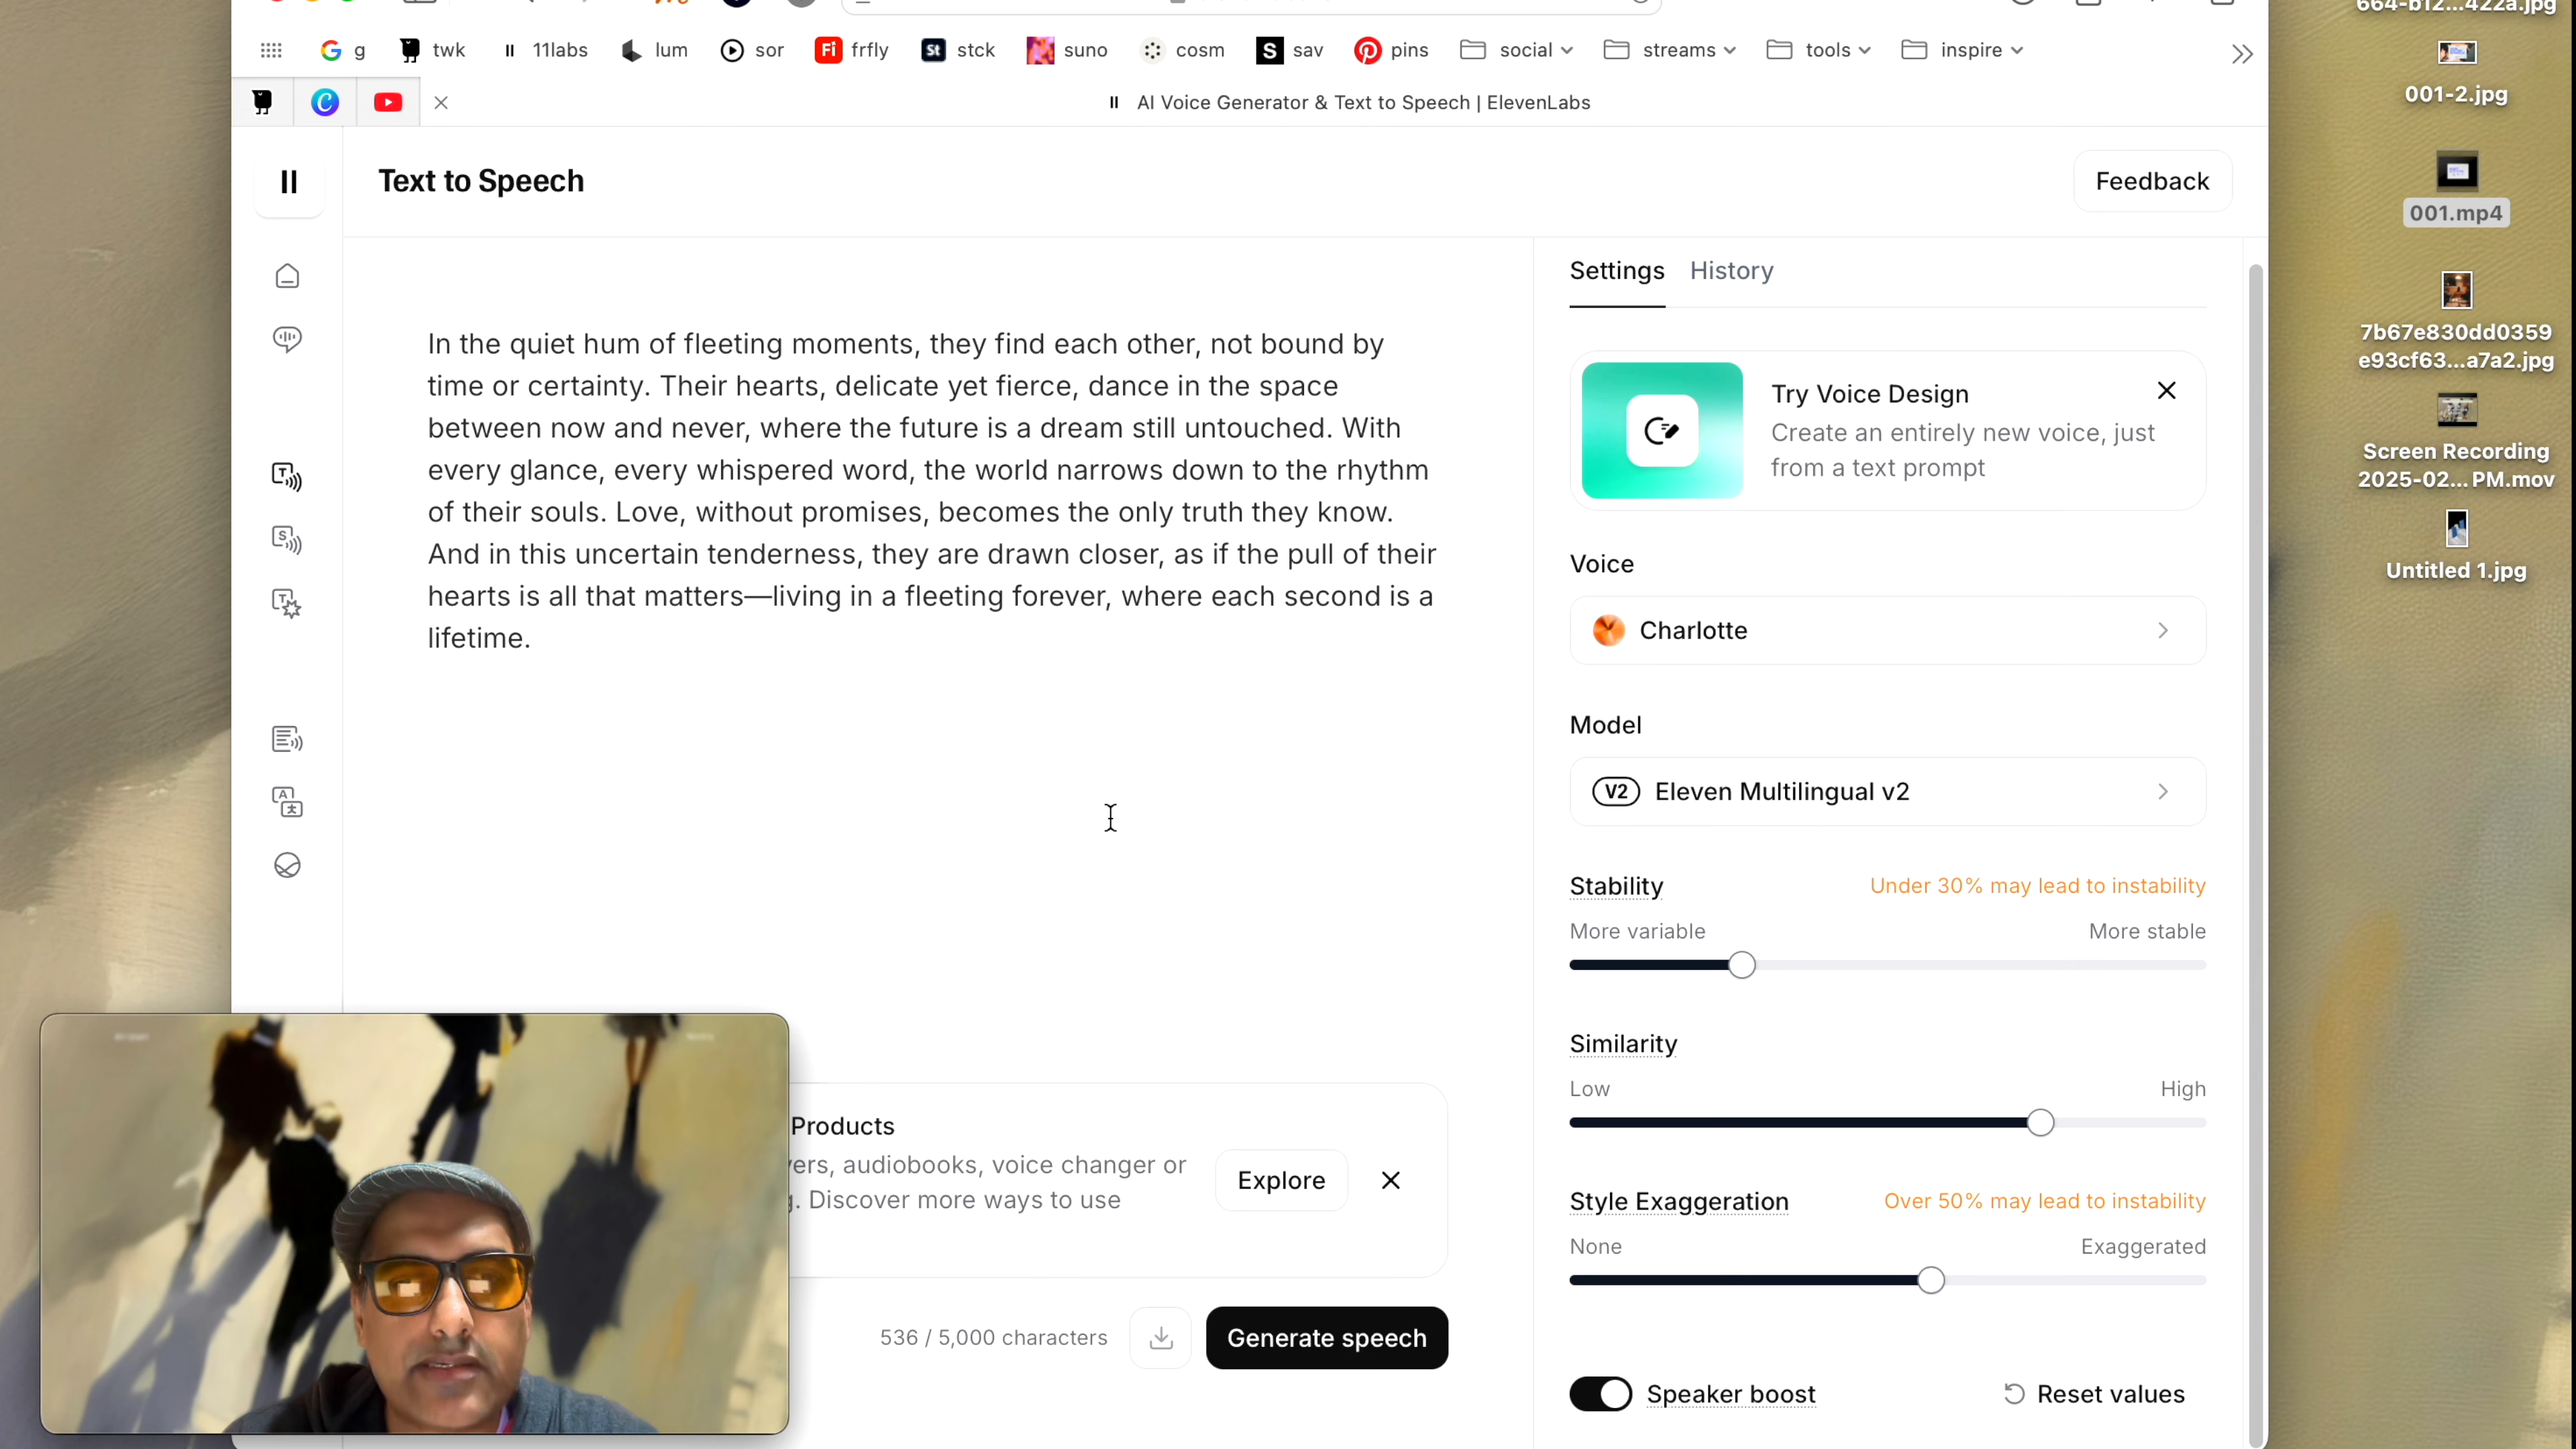 664-b12...422a.jpg
g
twk
11labs
lum
sor
Fi frfly
St stck
suno
cosm
S sav
pins
social
streams
tools
inspire
001-2.jpg
AI Voice Generator & Text to Speech | ElevenLabs
Text to Speech
Feedback
001.mp4
Settings
History
In the quiet hum of fleeting moments, they find each other, not bound by
time or certainty. Their hearts, delicate yet fierce, dance in the space
between now and never, where the future is a dream still untouched. With
every glance, every whispered word, the world narrows down to the rhythm
of their souls. Love, without promises, becomes the only truth they know.
And in this uncertain tenderness, they are drawn closer, as if the pull of their
hearts is all that matters—living in a fleeting forever, where each second is a
lifetime.
Try Voice Design
Create an entirely new voice, just
from a text prompt
7b67e830dd0359
e93cf63...a7a2.jpg
Screen Recording
2025-02... PM.mov
Untitled 1.jpg
Voice
Charlotte
Model
V2 Eleven Multilingual v2
Stability
Under 30% may lead to instability
More variable
More stable
Similarity
Low
High
Style Exaggeration
Over 50% may lead to instability
None
Exaggerated
Speaker boost
Reset values
Products
audiobooks, voice changer or
Discover more ways to use
Explore
536 / 5,000 characters
Generate speech